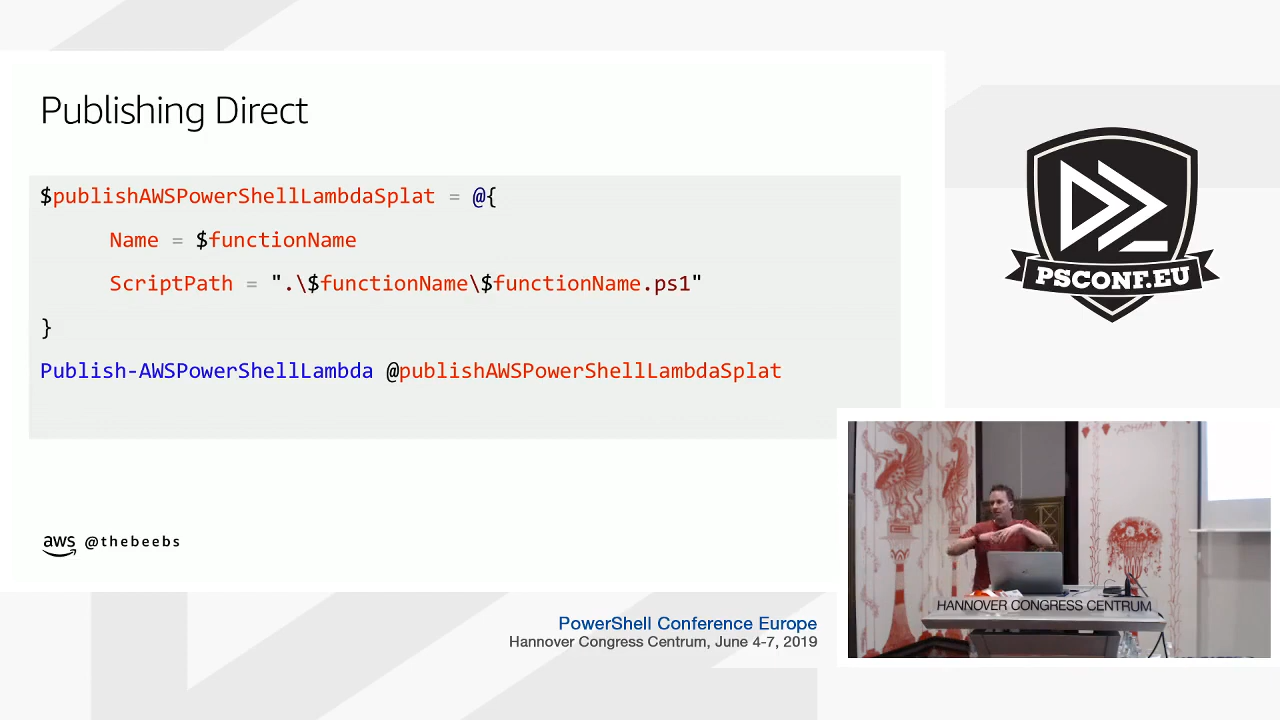 Publishing Direct
$publishAWSPowerShellLambdaSplat = @{
Name = $functionName
ScriptPath = ".\$functionName\$functionName.ps1"
}
Publish-AWSPowerShellLambda @publishAWSPowerShellLambdaSplat
aws @thebeebs
PSCONF.EU
HANNOVER CONGRESS CENTRUM
PowerShell Conference Europe
Hannover Congress Centrum, June 4-7, 2019